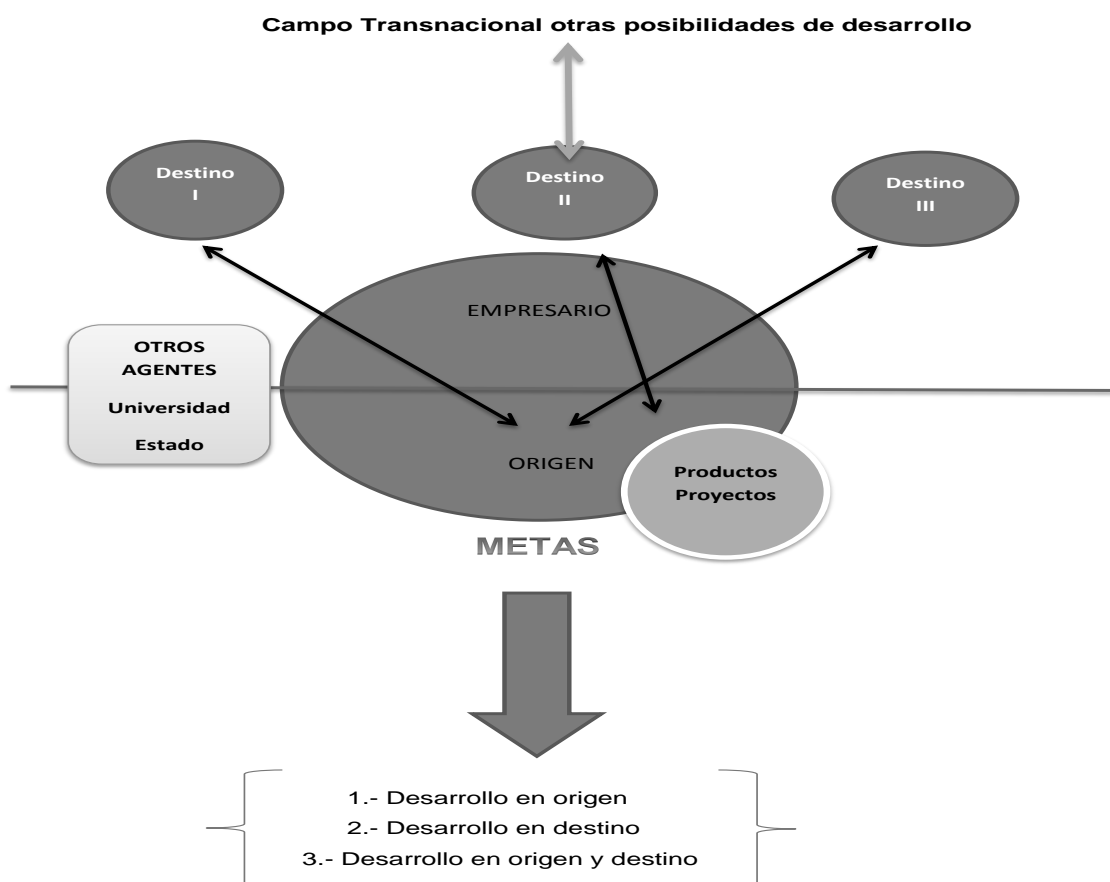 Campo Transnacional otras posibilidades de desarrollo
Destino
I
Destino
II
Destino
III
EMPRESARIO
OTROS
AGENTES
Universidad
Estado
ORIGEN
Productos
Proyectos
METAS
1.- Desarrollo en origen
2.- Desarrollo en destino
3.- Desarrollo en origen y destino